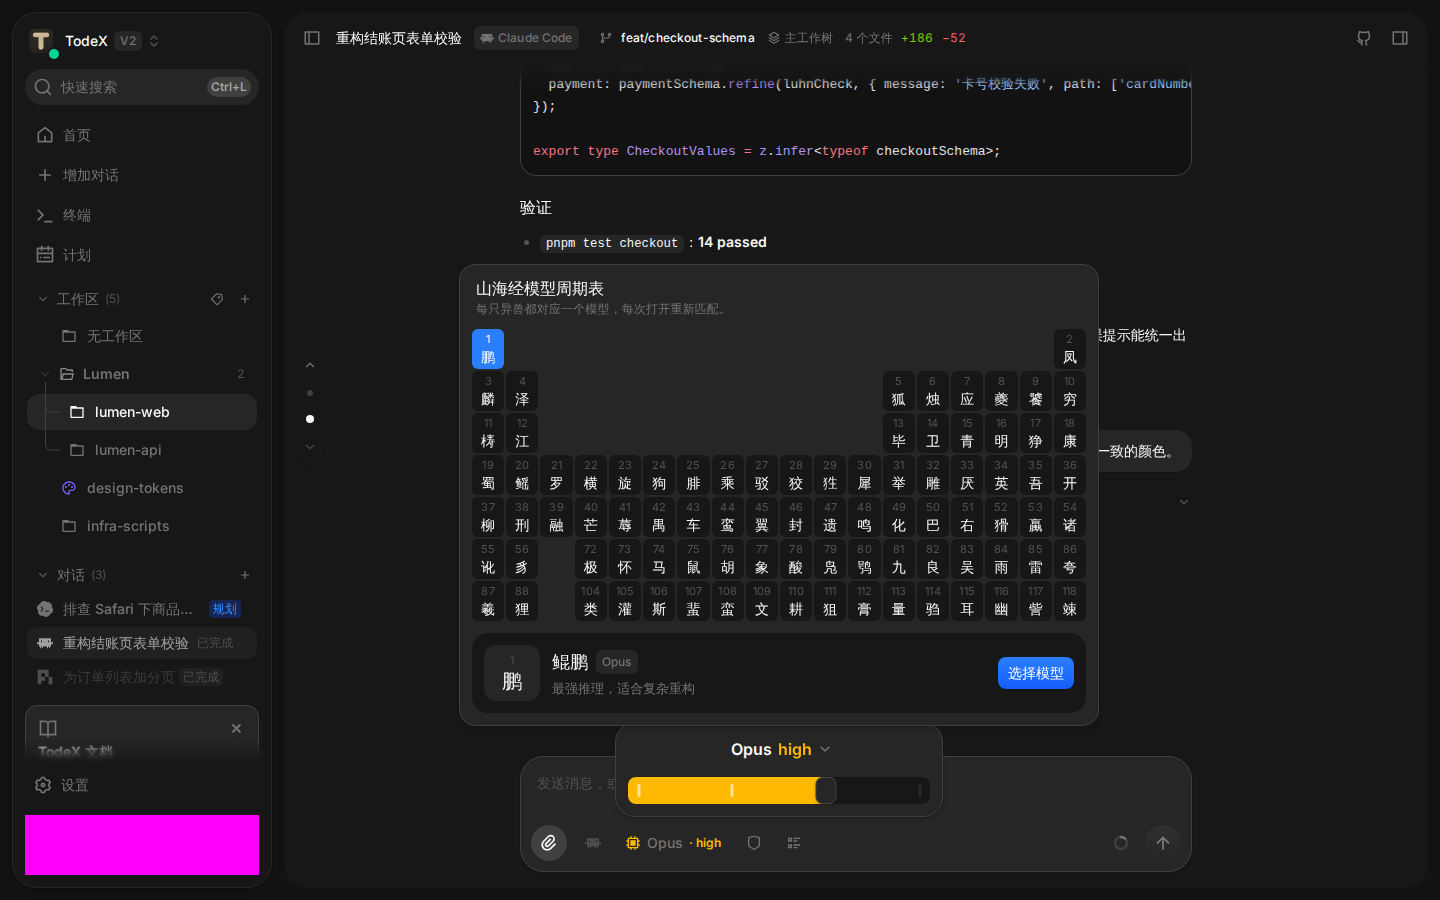 TodeX V2
快速搜索 Ctrl+L
首页
增加对话
终端
计划
工作区 (5)
无工作区
Lumen 2
lumen-web
lumen-api
design-tokens
infra-scripts
对话 (3)
排查 Safari 下商品... 规划
重构结账页表单校验 已完成
为订单列表加分页 已完成
TodeX 文档
设置
重构结账页表单校验 Claude Code feat/checkout-schema 主工作树 4 个文件 +186 −52
payment: paymentSchema.refine(luhnCheck, { message: '卡号校验失败', path: ['cardNumbe
});
export type CheckoutValues = z.infer<typeof checkoutSchema>;
验证
pnpm test checkout : 14 passed
提示能统一出
一致的颜色。
山海经模型周期表
每只异兽都对应一个模型，每次打开重新匹配。
1 2
鹏 凤
3 4 5 6 7 8 9 10
麟 泽 狐 烛 应 夔 饕 穷
11 12 13 14 15 16 17 18
梼 江 毕 卫 青 明 狰 康
19 20 21 22 23 24 25 26 27 28 29 30 31 32 33 34 35 36
蜀 鳐 罗 横 旋 狗 腓 乘 驳 狡 狌 犀 举 雕 厌 英 吾 开
37 38 39 40 41 42 43 44 45 46 47 48 49 50 51 52 53 54
柳 刑 融 芒 蓐 禺 车 鸾 翼 封 遗 鸣 化 巴 右 猾 蠃 诸
55 56 72 73 74 75 76 77 78 79 80 81 82 83 84 85 86
讹 豸 极 怀 马 鼠 胡 象 酸 凫 鸮 九 良 吴 雨 雷 夸
87 88 104 105 106 107 108 109 110 111 112 113 114 115 116 117 118
羲 狸 类 灌 斯 蜚 蛮 文 耕 狙 膏 量 驺 耳 幽 訾 竦
1
鹏
鲲鹏 Opus
最强推理，适合复杂重构
选择模型
Opus high
发送消息，或
Opus · high